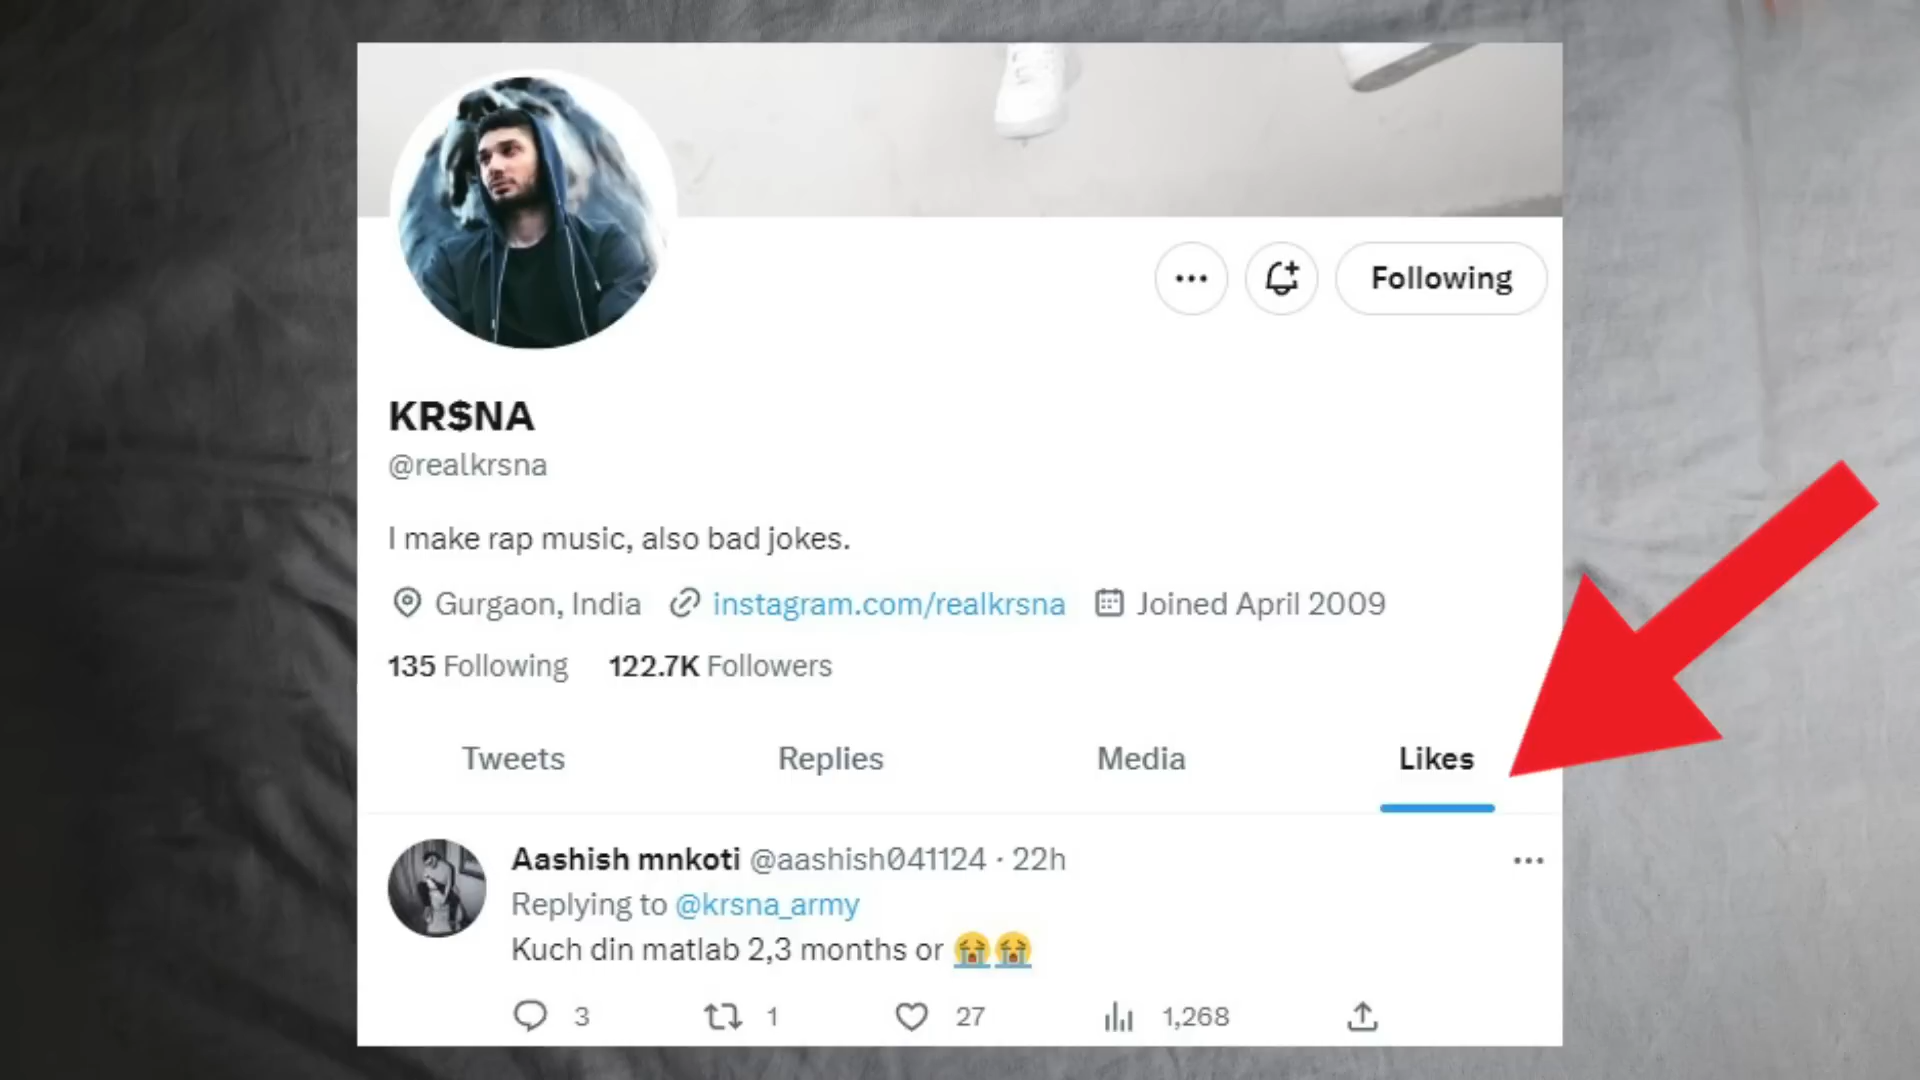 Following
KR$NA
@realkrsna
I make rap music, also bad jokes.
Gurgaon, India instagram.com/realkrsna Joined April 2009
135 Following 122.7K Followers
Tweets Replies Media Likes
Aashish mnkoti @aashish041124 · 22h
Replying to @krsna_army
Kuch din matlab 2,3 months or 😭😭
3 1 27 1,268